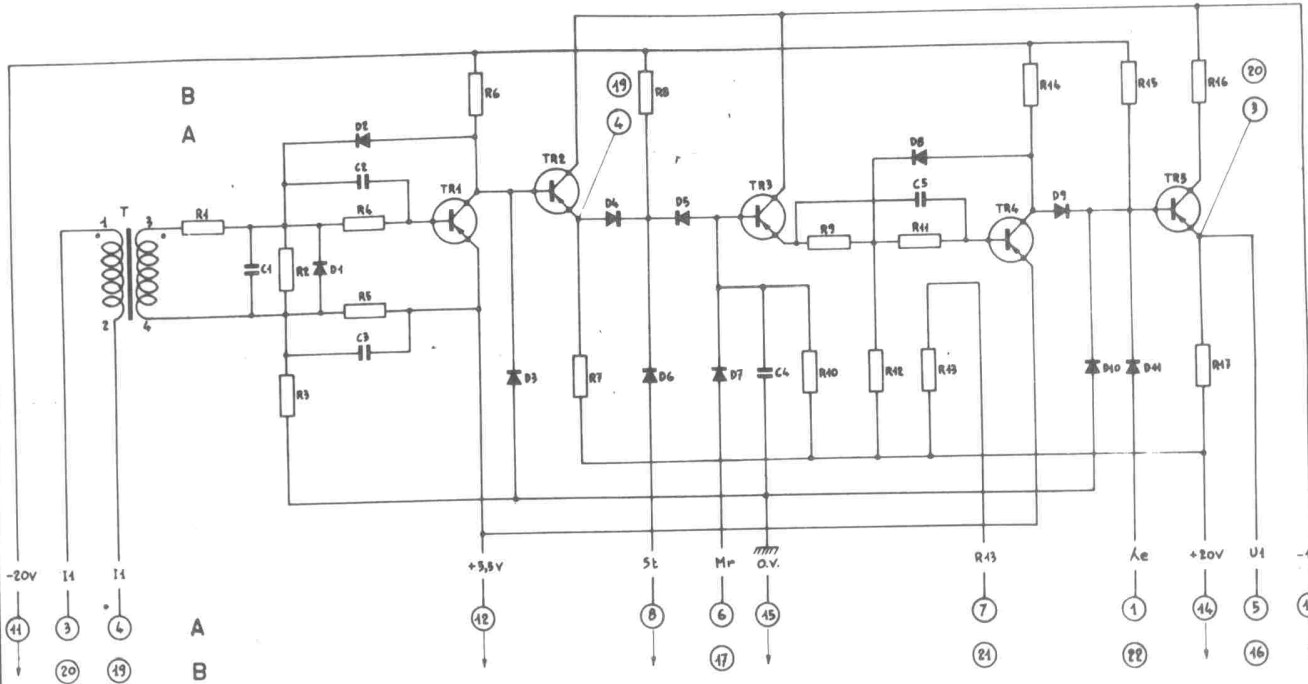 B
A
R6
19
4
R8
R14
R15
R16
20
3
D2
C2
TR1
TR2
D4
D5
TR3
D8
C5
TR4
D9
TR5
1
T
3
R1
R4
R9
R11
C1
R2
D1
R5
2
4
C3
R3
D3
R7
D6
D7
C4
R10
R12
R13
D10
D11
R17
-20V
I1
I1
+3,5V
St
Mr
0.V.
R13
+20V
U1
11
3
4
A
12
8
6
15
7
1
14
5
20
19
B
17
21
22
16